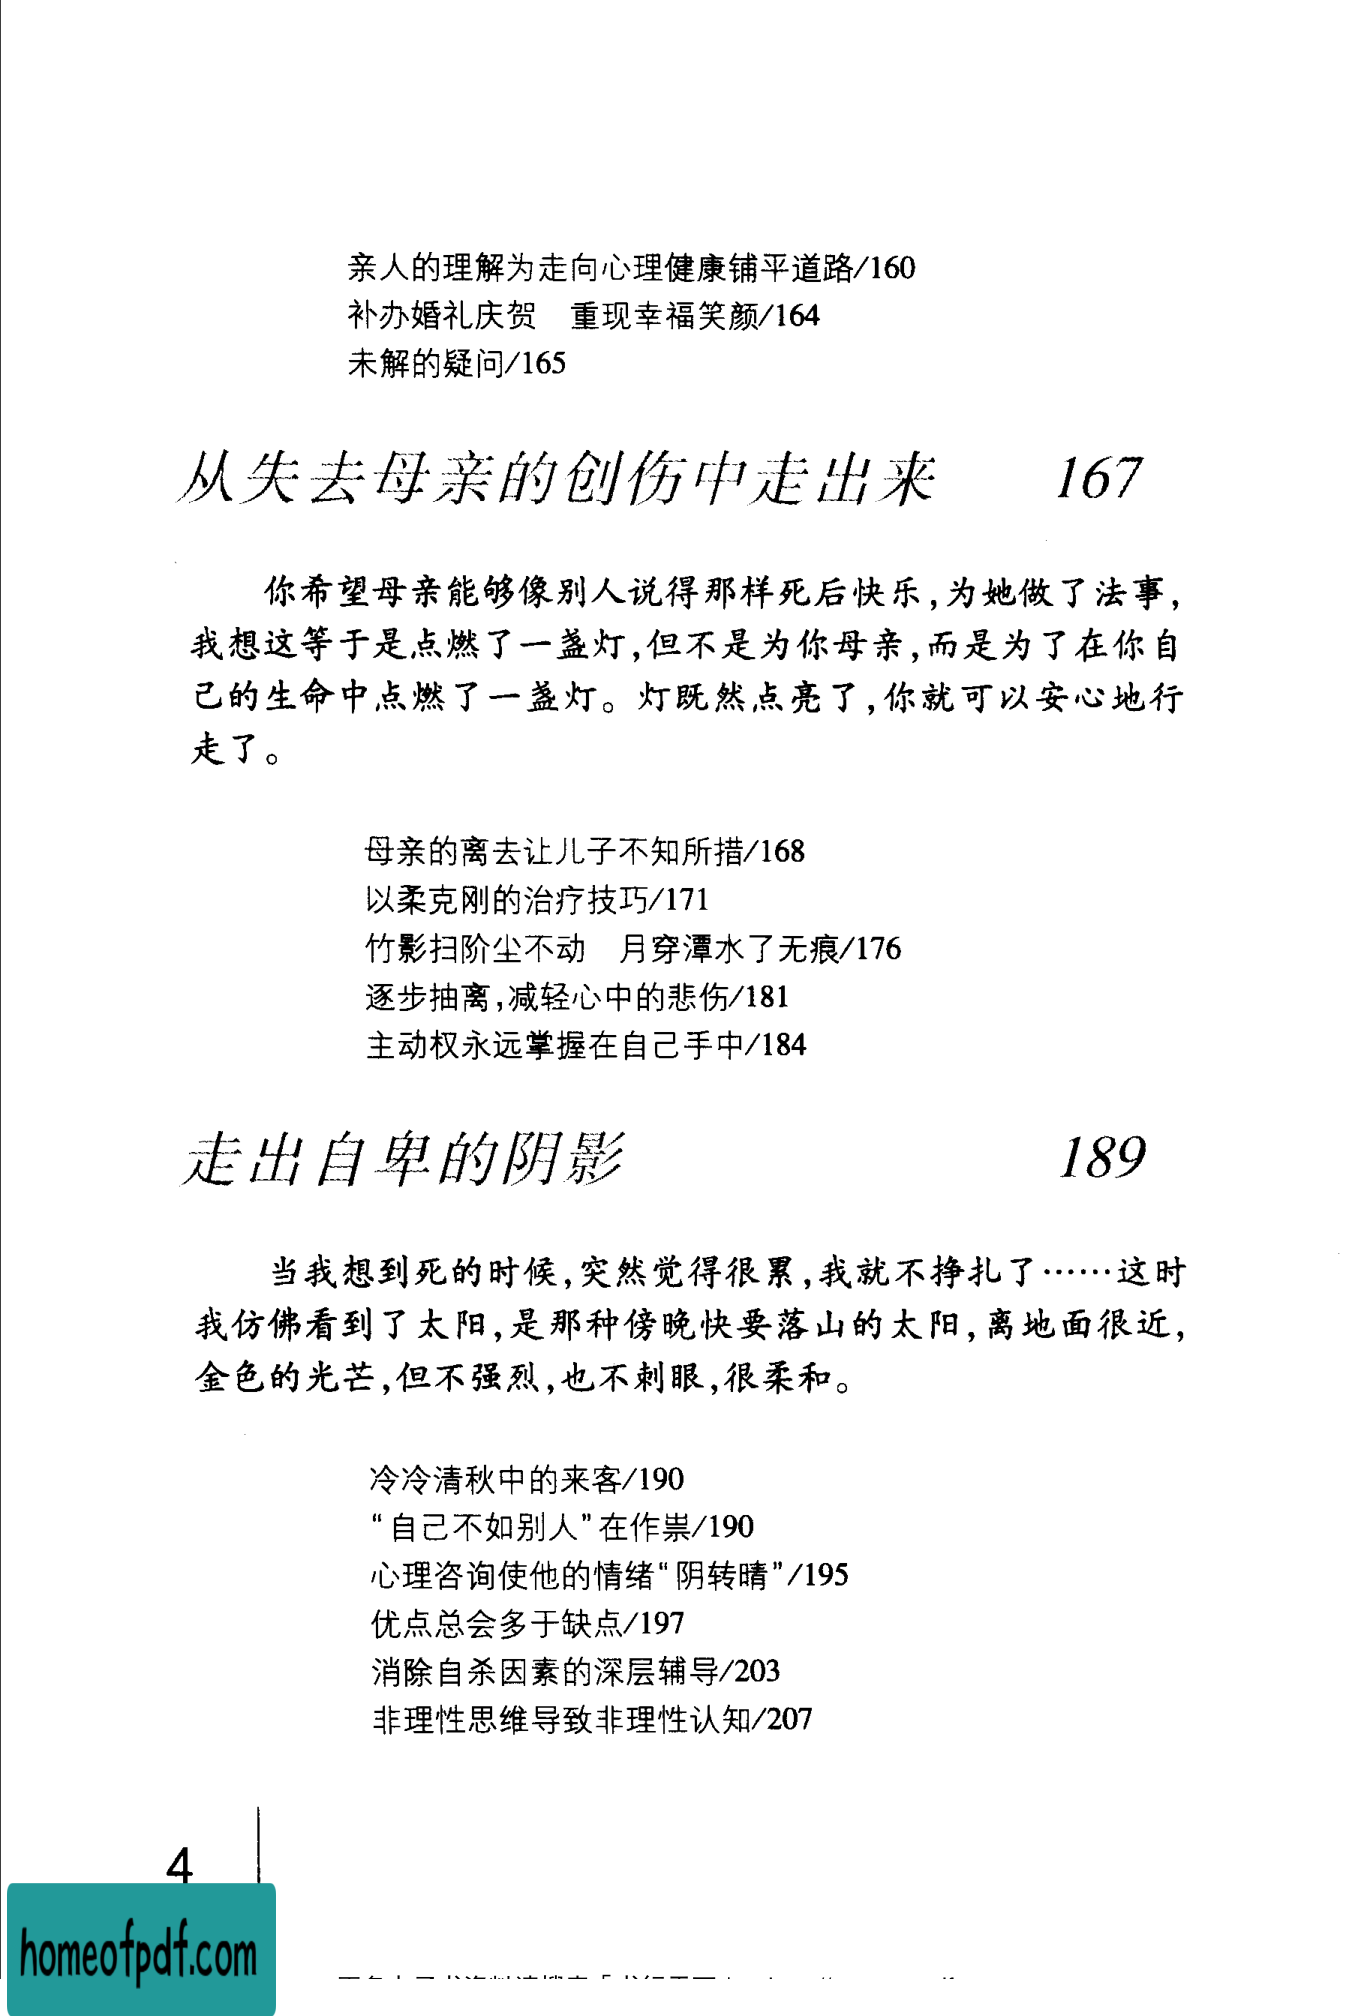 亲人的理解为走向心理健康铺平道路/160
补办婚礼庆贺　重现幸福笑颜/164
未解的疑问/165
从失去母亲的创伤中走出来　167
你希望母亲能够像别人说得那样死后快乐,为她做了法事,
我想这等于是点燃了一盏灯,但不是为你母亲,而是为了在你自
己的生命中点燃了一盏灯。灯既然点亮了,你就可以安心地行
走了。
母亲的离去让儿子不知所措/168
以柔克刚的治疗技巧/171
竹影扫阶尘不动　月穿潭水了无痕/176
逐步抽离,减轻心中的悲伤/181
主动权永远掌握在自己手中/184
走出自卑的阴影　189
当我想到死的时候,突然觉得很累,我就不挣扎了……这时
我仿佛看到了太阳,是那种傍晚快要落山的太阳,离地面很近,
金色的光芒,但不强烈,也不刺眼,很柔和。
冷冷清秋中的来客/190
“自己不如别人”在作祟/190
心理咨询使他的情绪“阴转晴”/195
优点总会多于缺点/197
消除自杀因素的深层辅导/203
非理性思维导致非理性认知/207
4
homeofpdf.com